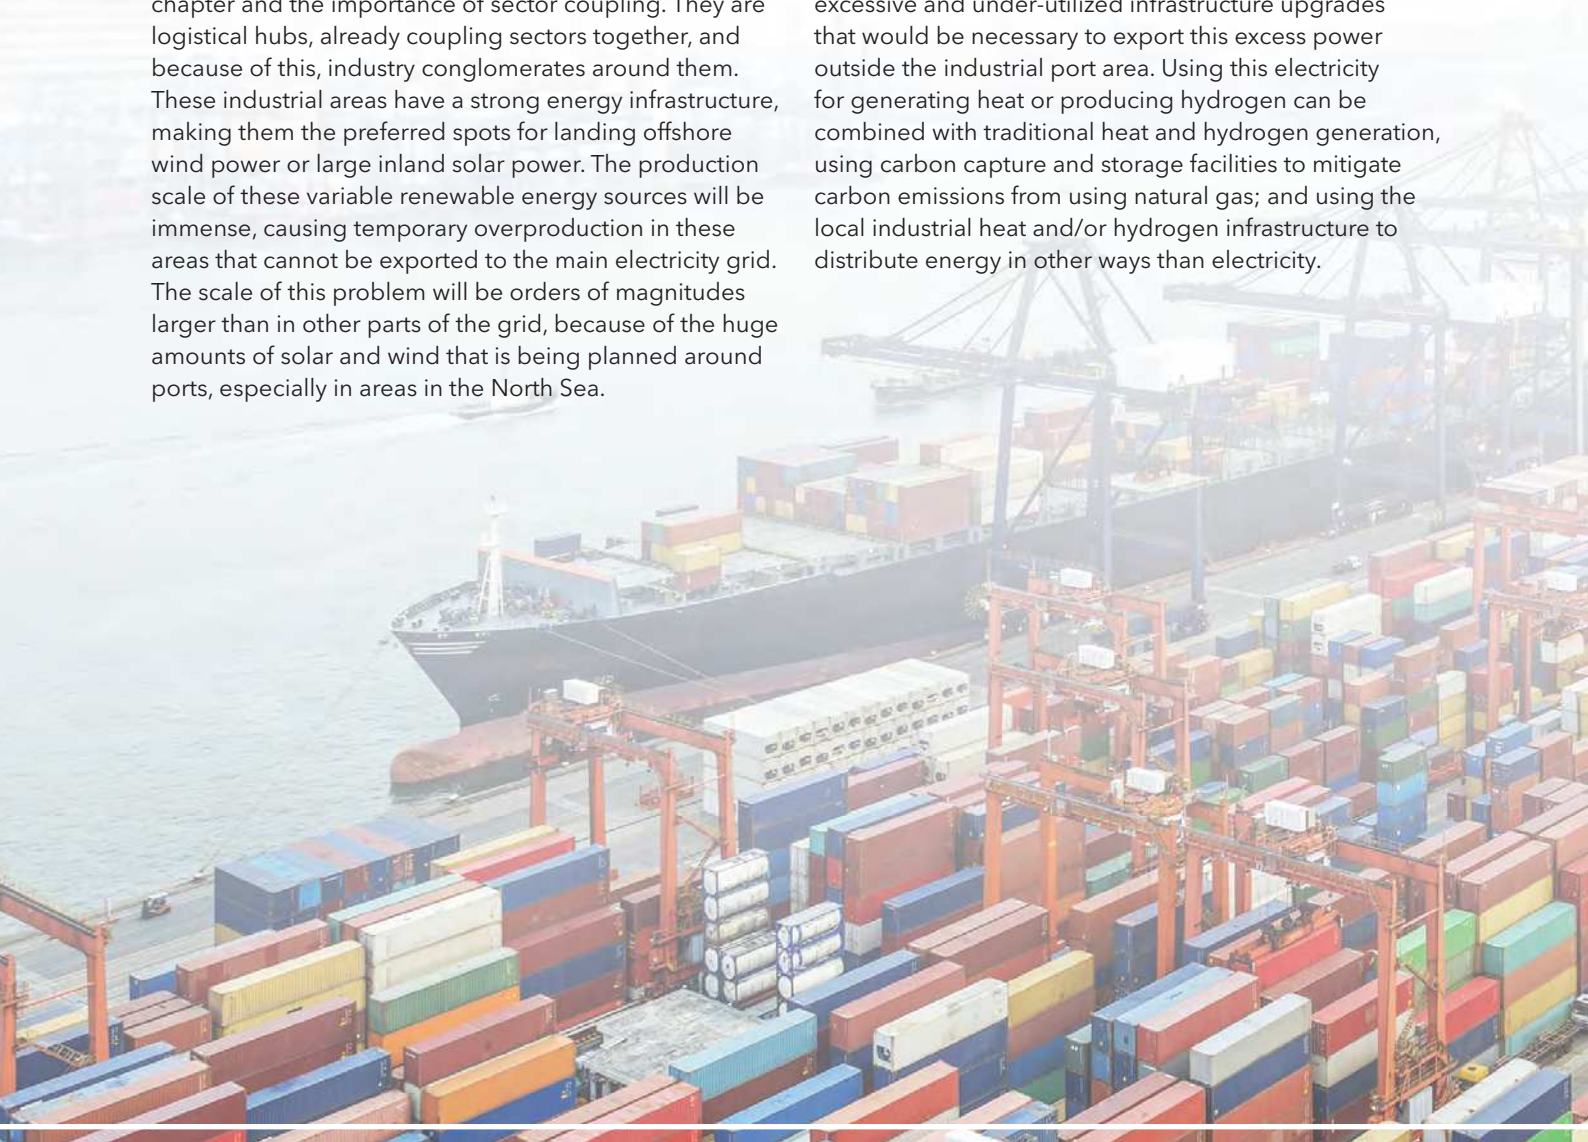 chapter and the importance of sector coupling. They are
logistical hubs, already coupling sectors together, and
because of this, industry conglomerates around them.
These industrial areas have a strong energy infrastructure,
making them the preferred spots for landing offshore
wind power or large inland solar power. The production
scale of these variable renewable energy sources will be
immense, causing temporary overproduction in these
areas that cannot be exported to the main electricity grid.
The scale of this problem will be orders of magnitudes
larger than in other parts of the grid, because of the huge
amounts of solar and wind that is being planned around
ports, especially in areas in the North Sea.
excessive and under-utilized infrastructure upgrades
that would be necessary to export this excess power
outside the industrial port area. Using this electricity
for generating heat or producing hydrogen can be
combined with traditional heat and hydrogen generation,
using carbon capture and storage facilities to mitigate
carbon emissions from using natural gas; and using the
local industrial heat and/or hydrogen infrastructure to
distribute energy in other ways than electricity.